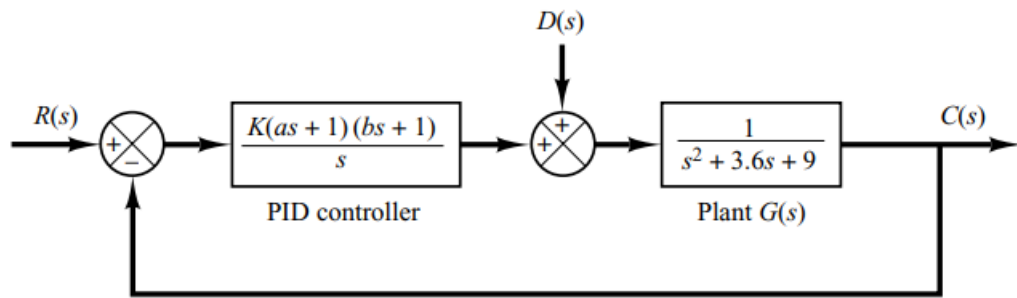 D(s)
R(s)
+
−
K(as + 1) (bs + 1)
s
+
+
1
s² + 3.6s + 9
C(s)
PID controller
Plant G(s)